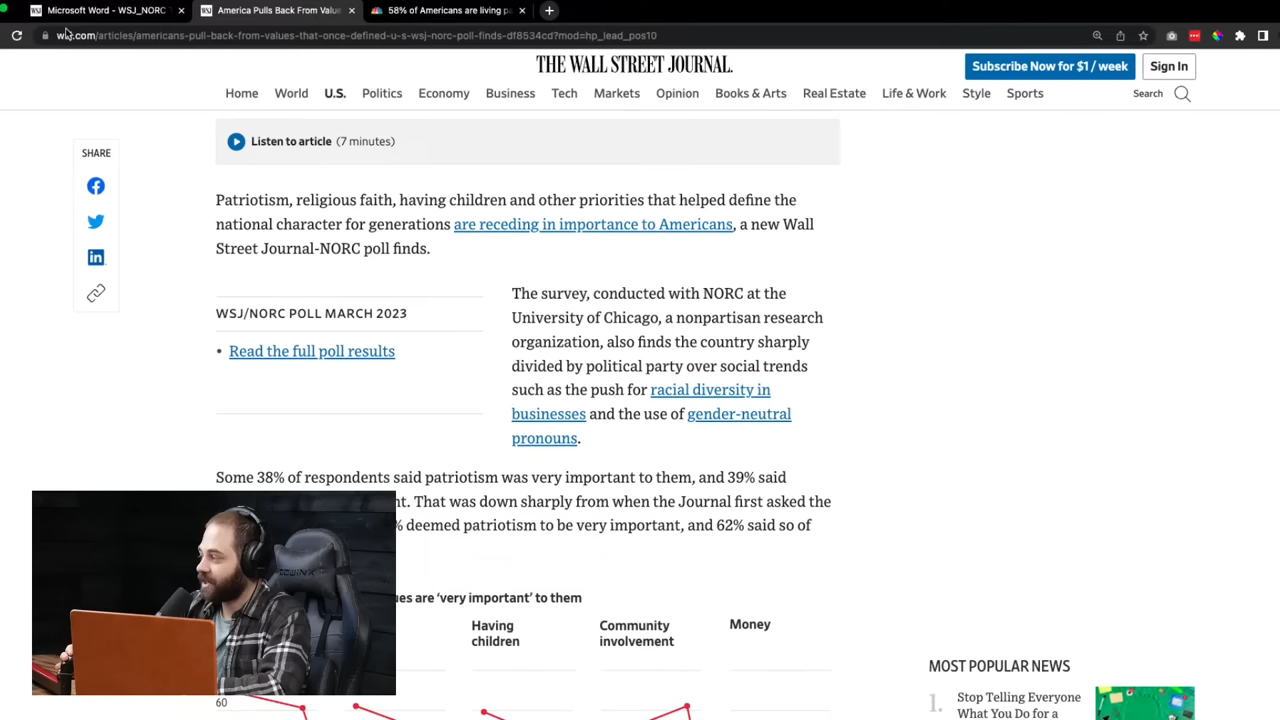 Microsoft Word - WSJ_NORC
America Pulls Back From Value
58% of Americans are living pa
wsj.com/articles/americans-pull-back-from-values-that-once-defined-u-s-wsj-norc-poll-finds-df8534cd?mod=hp_lead_pos10
THE WALL STREET JOURNAL.
Subscribe Now for $1 / week
Sign In
Home World U.S. Politics Economy Business Tech Markets Opinion Books & Arts Real Estate Life & Work Style Sports
Search
SHARE
Listen to article (7 minutes)
Patriotism, religious faith, having children and other priorities that helped define the
national character for generations are receding in importance to Americans, a new Wall
Street Journal-NORC poll finds.
WSJ/NORC POLL MARCH 2023
• Read the full poll results
The survey, conducted with NORC at the
University of Chicago, a nonpartisan research
organization, also finds the country sharply
divided by political party over social trends
such as the push for racial diversity in
businesses and the use of gender-neutral
pronouns.
Some 38% of respondents said patriotism was very important to them, and 39% said
nt. That was down sharply from when the Journal first asked the
% deemed patriotism to be very important, and 62% said so of
ues are 'very important' to them
Having
children
Community
involvement
Money
60
MOST POPULAR NEWS
1.
Stop Telling Everyone
What You Do for a